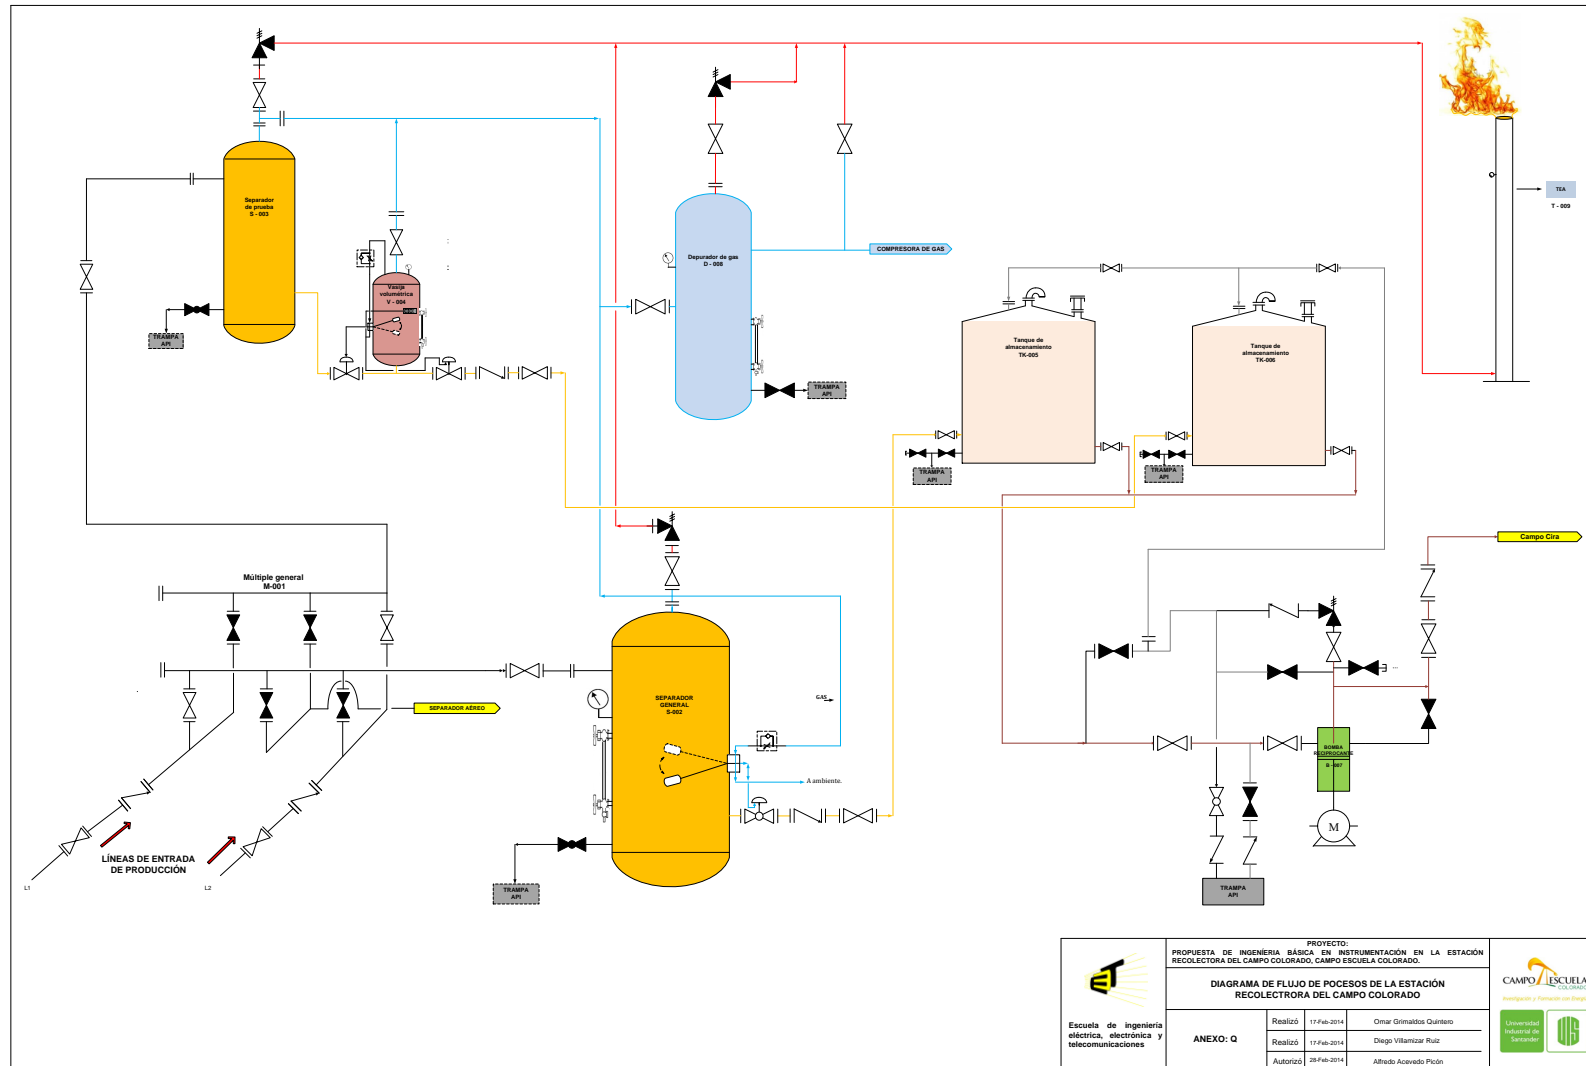 Separador
de prueba
S - 003
Vasija
volumétrica
V - 004
TRAMPA
API
Depurador de gas
D - 008
COMPRESORA DE GAS
TRAMPA
API
Tanque de
almacenamiento
TK-005
Tanque de
almacenamiento
TK-006
TRAMPA
API
TRAMPA
API
TEA
T - 009
Campo Cira
Múltiple general
M-001
SEPARADOR AÉREO
SEPARADOR
GENERAL
S-002
GAS
A ambiente.
BOMBA
RECIPROCANTE
B - 007
M
LÍNEAS DE ENTRADA
DE PRODUCCIÓN
L1
L2
TRAMPA
API
TRAMPA
API
PROYECTO:
PROPUESTA DE INGENIERIA BÁSICA EN INSTRUMENTACIÓN EN LA ESTACIÓN
RECOLECTORA DEL CAMPO COLORADO, CAMPO ESCUELA COLORADO.
DIAGRAMA DE FLUJO DE POCESOS DE LA ESTACIÓN
RECOLECTRORA DEL CAMPO COLORADO
Escuela de ingeniería
eléctrica, electrónica y
telecomunicaciones
ANEXO: Q
Realizó 17-Feb-2014 Omar Grimaldos Quintero
Realizó 17-Feb-2014 Diego Villamizar Ruiz
Autorizó 28-Feb-2014 Alfredo Acevedo Picón
CAMPO ESCUELA
COLORADO
Universidad
Industrial de
Santander